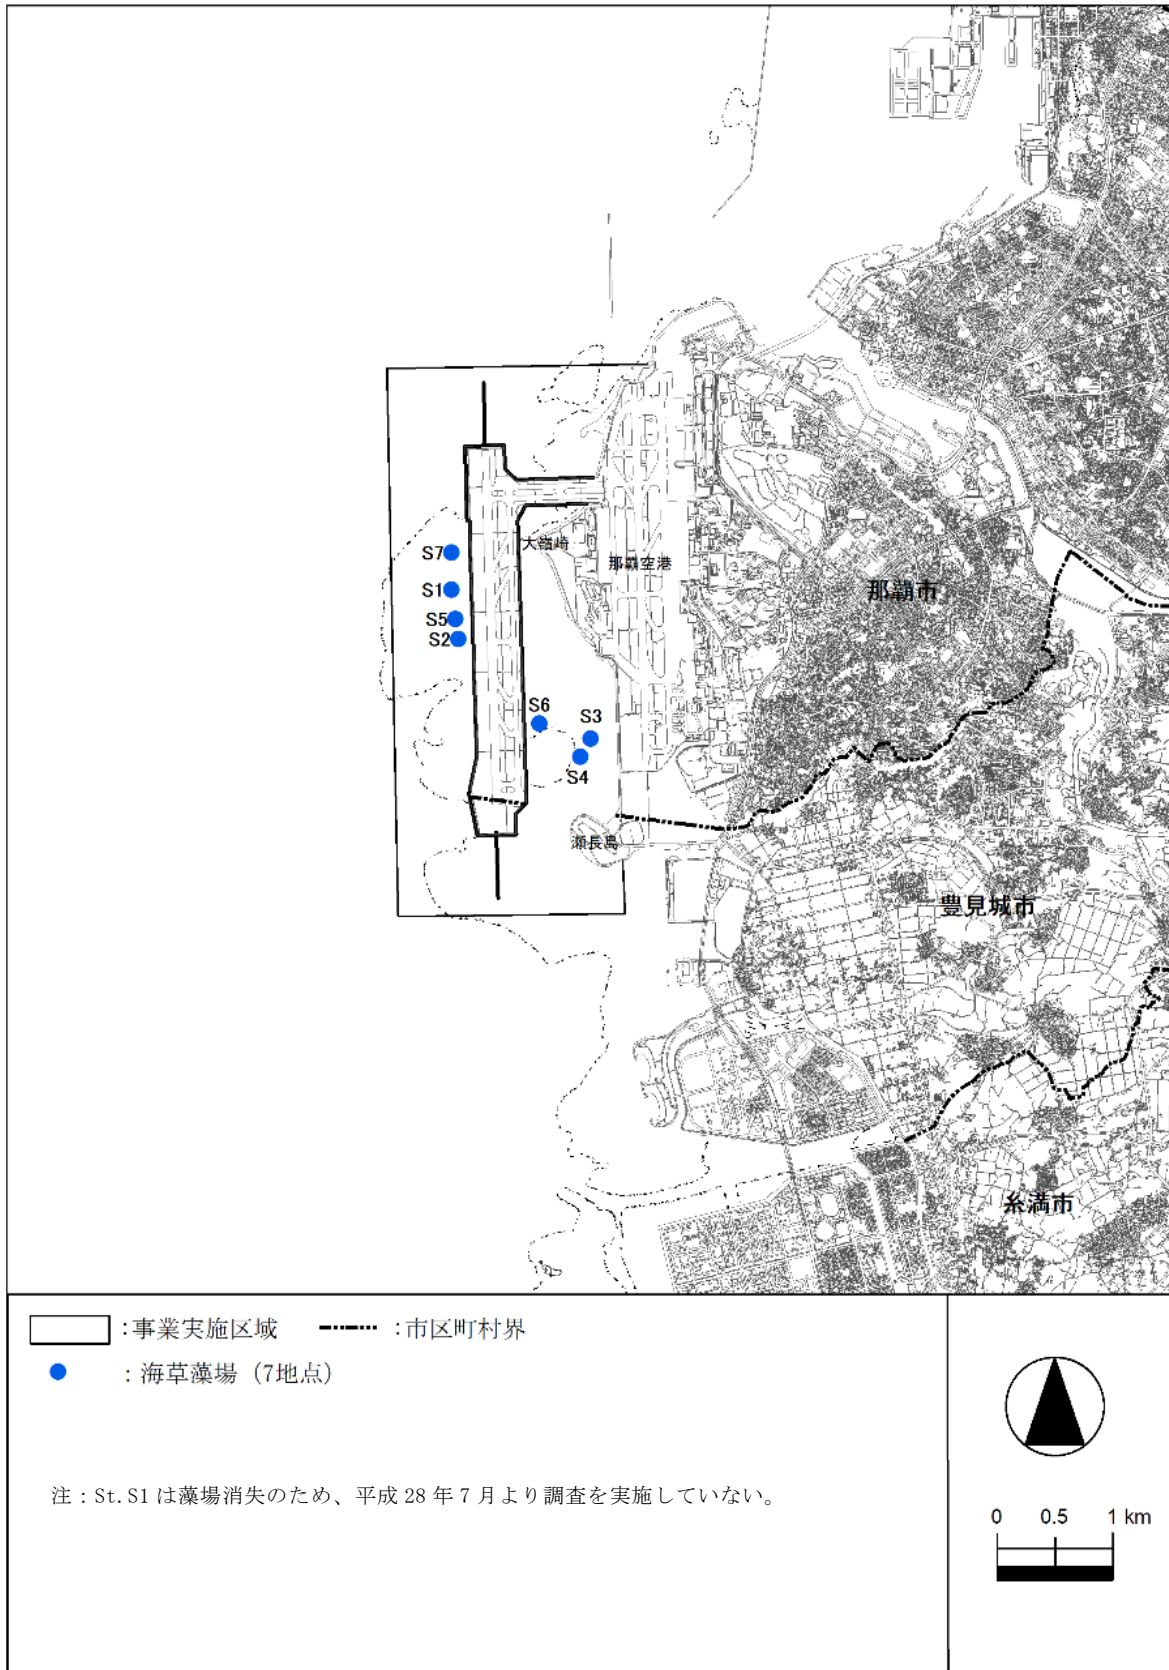 大嶺崎
那覇空港
S7
S1
S5
S2
那覇市
S6
S3
S4
瀬長島
豊見城市
糸満市
:事業実施区域 :市区町村界
:海草藻場 (7地点)
注:St.S1は藻場消失のため、平成28年7月より調査を実施していない。
0 0.5 1 km